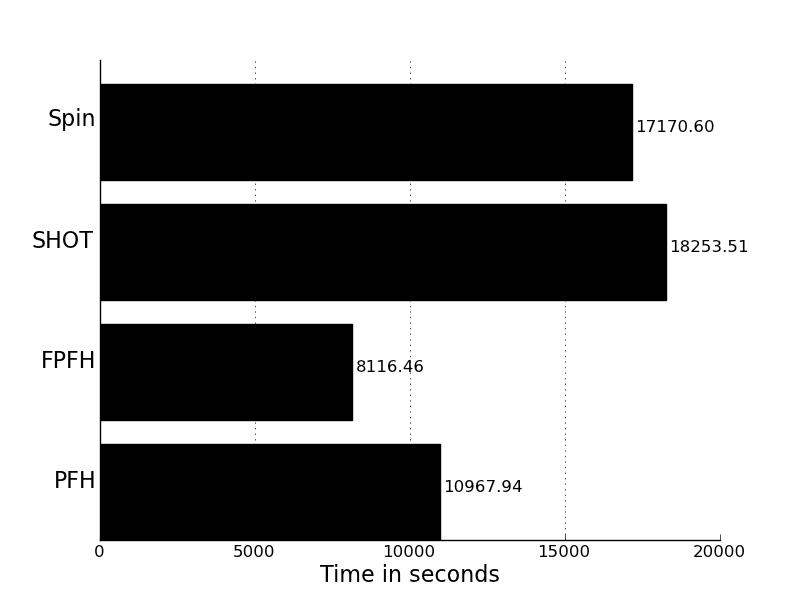 Spin
17170.60
SHOT
18253.51
FPFH
8116.46
PFH
10967.94
0 5000 10000 15000 20000
Time in seconds